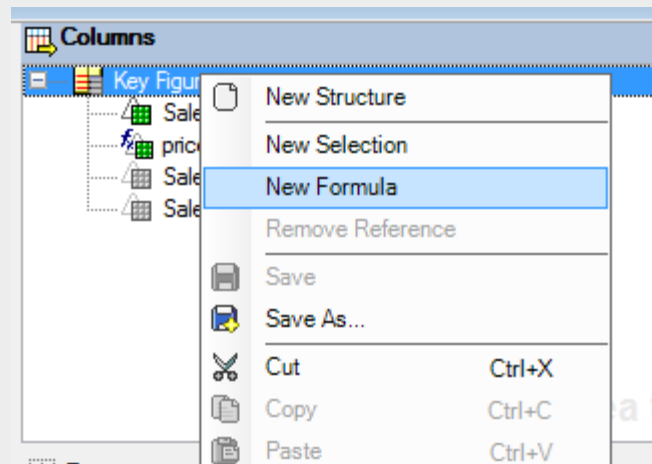 Columns
Key Figur
New Structure
Sale
New Selection
price
Sale
New Formula
Sale
Remove Reference
Save
Save As...
Cut Ctrl+X
Copy Ctrl+C
Paste Ctrl+V